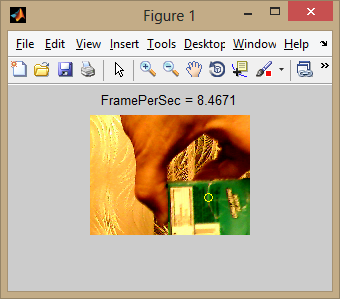 Figure 1
File Edit View Insert Tools Desktop Window Help
FramePerSec = 8.4671